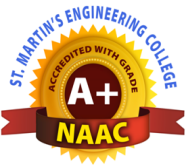 ST. MARTIN'S ENGINEERING COLLEGE
ACCREDITED WITH GRADE
A+
NAAC